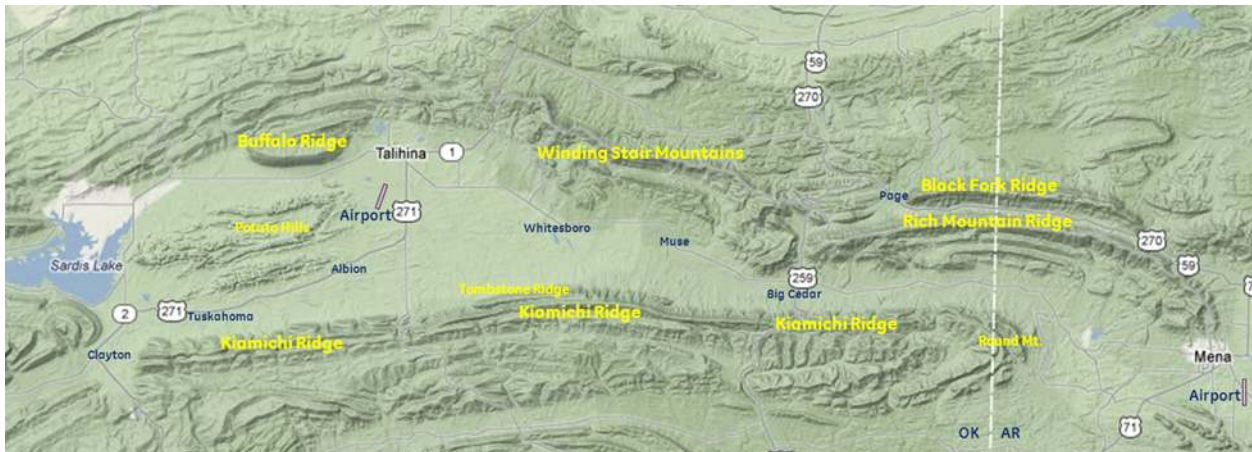 59
270
Buffalo Ridge
Talihina
1
Winding Stair Mountains
Page
Black Fork Ridge
Airport
271
Rich Mountain Ridge
Potato Hills
Whitesboro
Muse
270
59
Sardis Lake
Albion
259
7
Tombstone Ridge
Big Cedar
2
271
Tuskahoma
Kiamichi Ridge
Kiamichi Ridge
Kiamichi Ridge
Round Mt.
Clayton
Mena
Airport
71
OK
AR